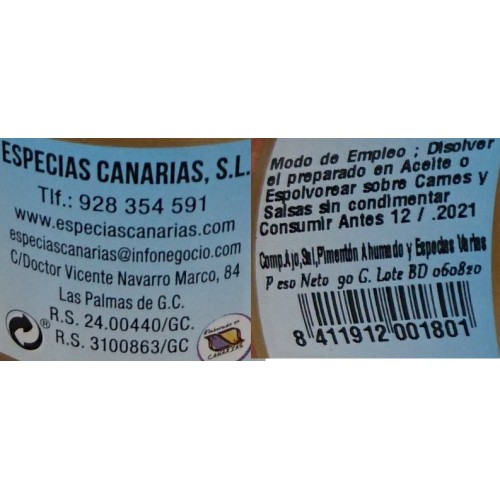 ESPECIAS CANARIAS, S.L.
Tlf.: 928 354 591
www.especiascanarias.com
especiascanarias@infonegocio.com
C/Doctor Vicente Navarro Marco, 84
Las Palmas de G.C.
R.S. 24.00440/GC.
R.S. 3100863/GC
Elaborado en
CANARIAS
Modo de Empleo ; Disolver
el preparado en Aceite o
Espolvorear sobre Carnes y
Salsas sin condimentar
Consumir Antes 12 / .2021
Comp.Ajo,Sal,Pimentón Ahumado y Especias Varias
Peso Neto 90 G. Lote BD 060820
8 411912 001801